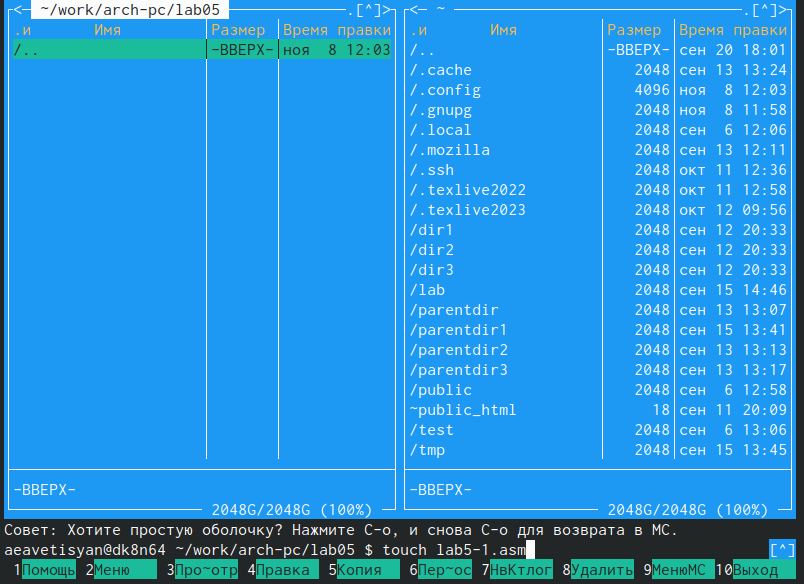 <─ ~/work/arch-pc/lab05 ─.[^]>
.и Имя Размер Время правки
/.. -ВВЕРХ- ноя 8 12:03
-ВВЕРХ-
2048G/2048G (100%)
<─ ~ ─.[^]>
.и Имя Размер Время правки
/.. -ВВЕРХ- сен 20 18:01
/.cache 2048 сен 13 13:24
/.config 4096 ноя 8 12:03
/.gnupg 2048 ноя 8 11:58
/.local 2048 сен 6 12:06
/.mozilla 2048 сен 13 12:11
/.ssh 2048 окт 11 12:36
/.texlive2022 2048 окт 11 12:58
/.texlive2023 2048 окт 12 09:56
/dir1 2048 сен 12 20:33
/dir2 2048 сен 12 20:33
/dir3 2048 сен 12 20:33
/lab 2048 сен 15 14:46
/parentdir 2048 сен 13 13:07
/parentdir1 2048 сен 15 13:41
/parentdir2 2048 сен 13 13:13
/parentdir3 2048 сен 13 13:17
/public 2048 сен 6 12:58
~public_html 18 сен 11 20:09
/test 2048 сен 6 13:06
/tmp 2048 сен 15 13:45
-ВВЕРХ-
2048G/2048G (100%)
Совет: Хотите простую оболочку? Нажмите C-o, и снова C-o для возврата в MC.
aeavetisyan@dk8n64 ~/work/arch-pc/lab05 $ touch lab5-1.asm [^]
1Помощь 2Меню 3Про~отр 4Правка 5Копия 6Пер~ос 7НвКтлог 8Удалить 9МенюMC 10Выход